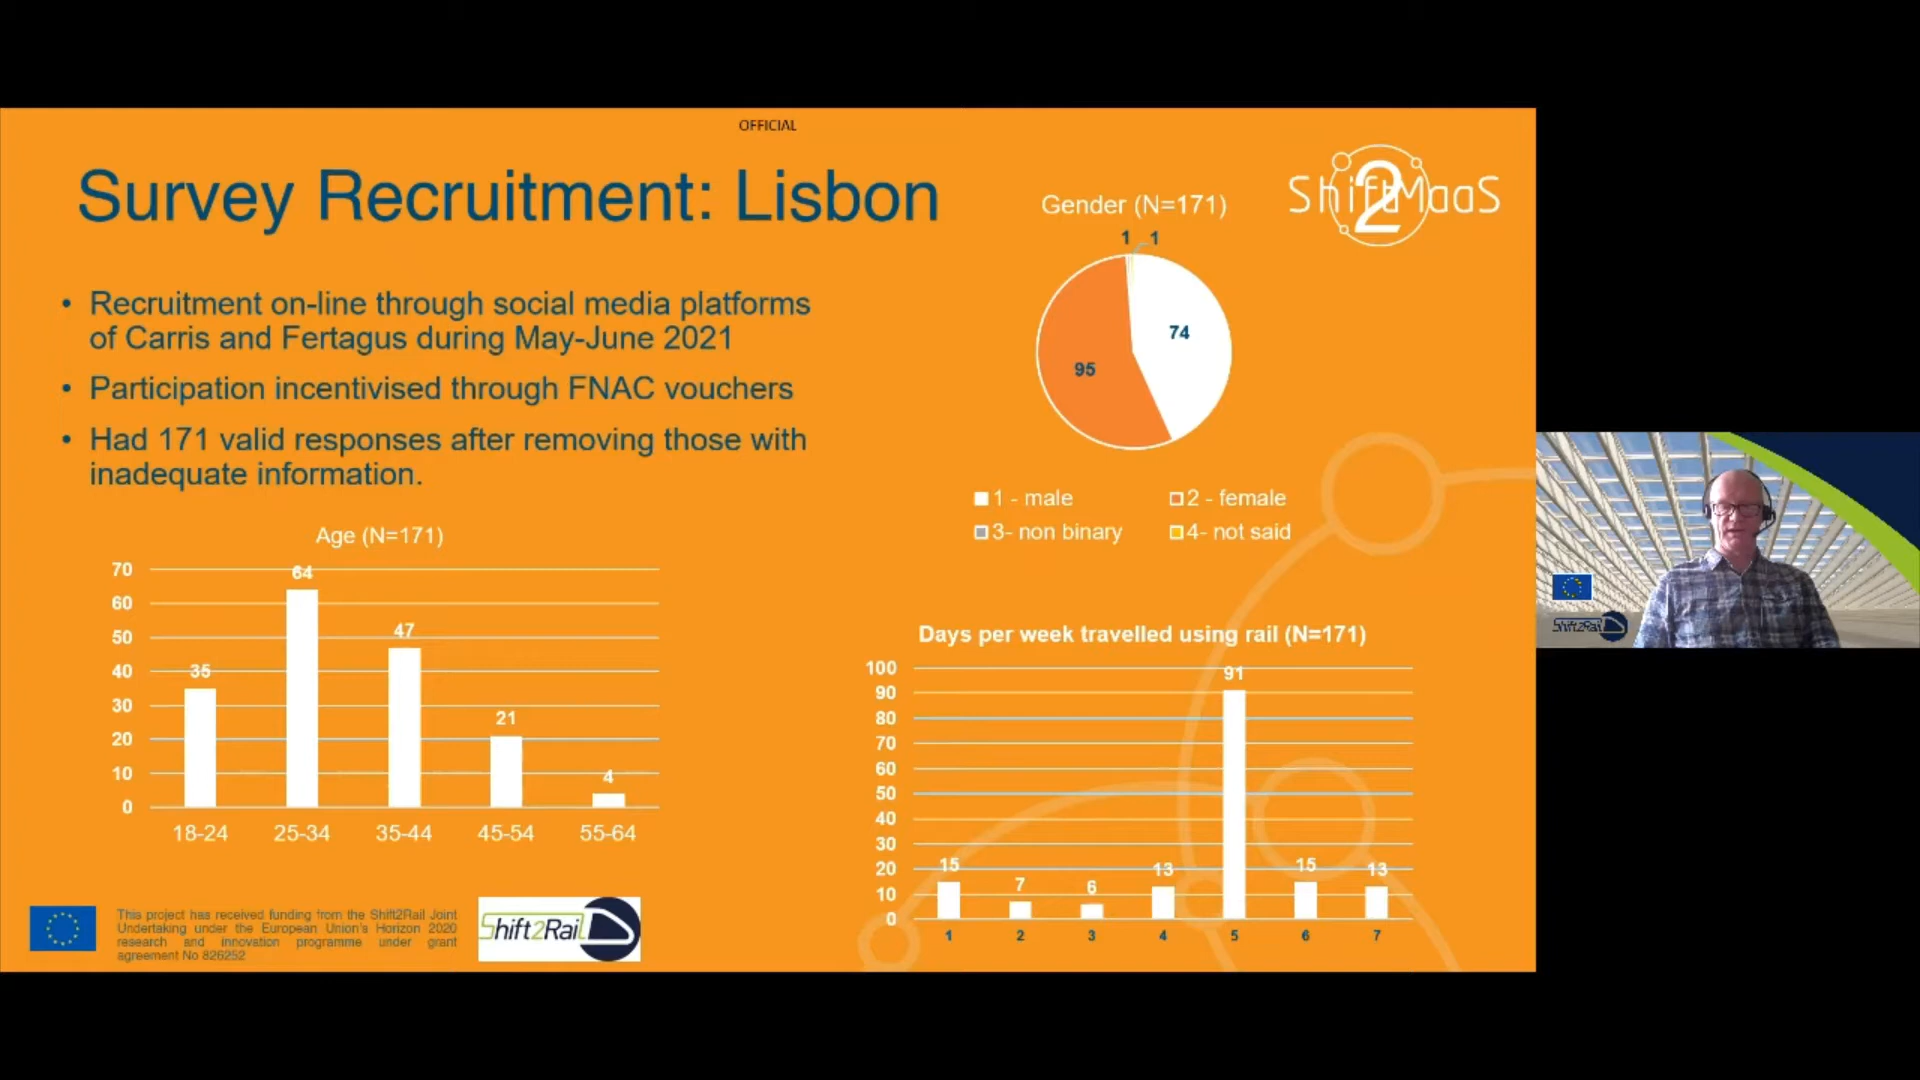 OFFICIAL
Survey Recruitment: Lisbon
Shift2MaaS
• Recruitment on-line through social media platforms
of Carris and Fertagus during May-June 2021
• Participation incentivised through FNAC vouchers
• Had 171 valid responses after removing those with
inadequate information.
Gender (N=171)
1 1
74
95
1 - male 2 - female
3- non binary 4- not said
Age (N=171)
70
60
50
40
30
20
10
0
35
64
47
21
4
18-24 25-34 35-44 45-54 55-64
Days per week travelled using rail (N=171)
100
90
80
70
60
50
40
30
20
10
0
15
7
6
13
91
15
13
1 2 3 4 5 6 7
This project has received funding from the Shift2Rail Joint
Undertaking under the European Union's Horizon 2020
research and innovation programme under grant
agreement No 826252
Shift2Rail
Shift2Rail